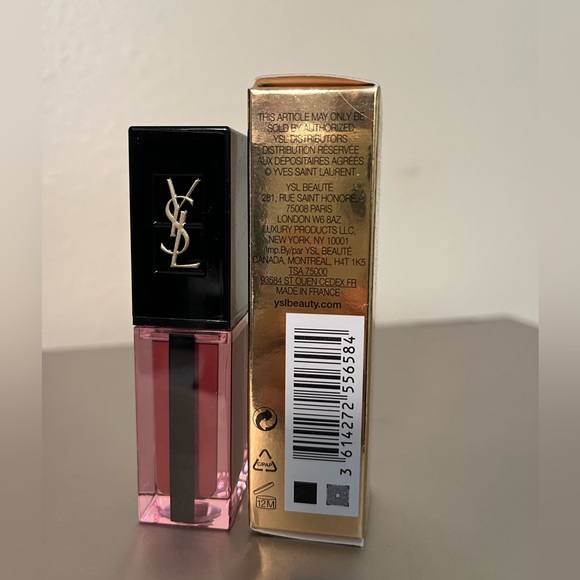 YSL
THIS ARTICLE MAY ONLY BE
SOLD BY AUTHORIZED
YSL DISTRIBUTORS
DISTRIBUTION RÉSERVÉE
AUX DÉPOSITAIRES AGRÉÉS
© YVES SAINT LAURENT
YSL BEAUTÉ
281, RUE SAINT HONORÉ
75008 PARIS
LONDON W6 8AZ
LUXURY PRODUCTS LLC,
NEW YORK, NY 10001
Imp.By/par YSL BEAUTÉ
CANADA, MONTRÉAL, H4T 1K5
TSA 75000
93584 ST OUEN CEDEX FR
MADE IN FRANCE
yslbeauty.com
3 614272 556584
PAP
12M